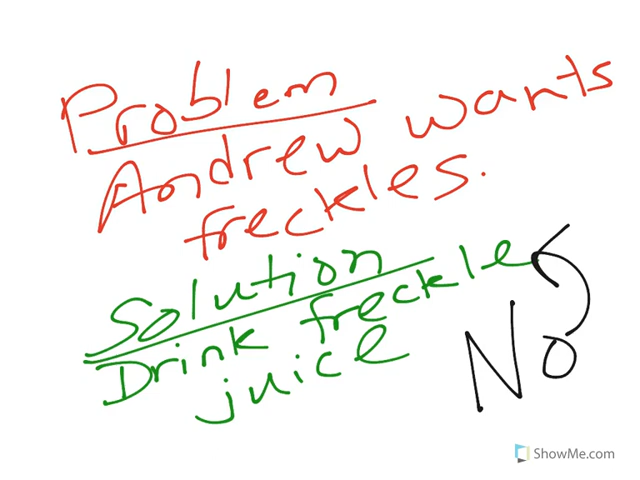 Problem
Andrew wants
freckles.
Solution
Drink freckle
juice
No
ShowMe.com